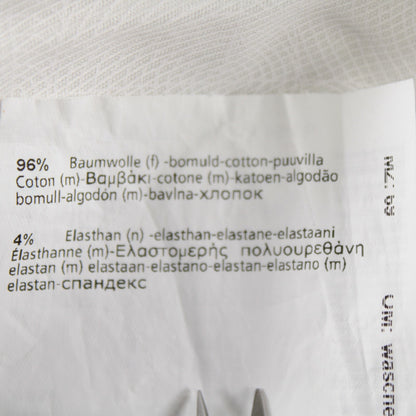 96% Baumwolle (f) -bomuld-cotton-puuvilla
Coton (m)-Βαμβάκι-cotone (m)-katoen-algodão
bomull-algodón (m)-bavlna-хлопок
4% Elasthan (n) -elasthan-elastane-elastaani
Élasthanne (m)-Ελαστομερής πολυουρεθάνη
elastan (m) elastaan-elastano-elastan-elastano (m)
elastan-спандекс